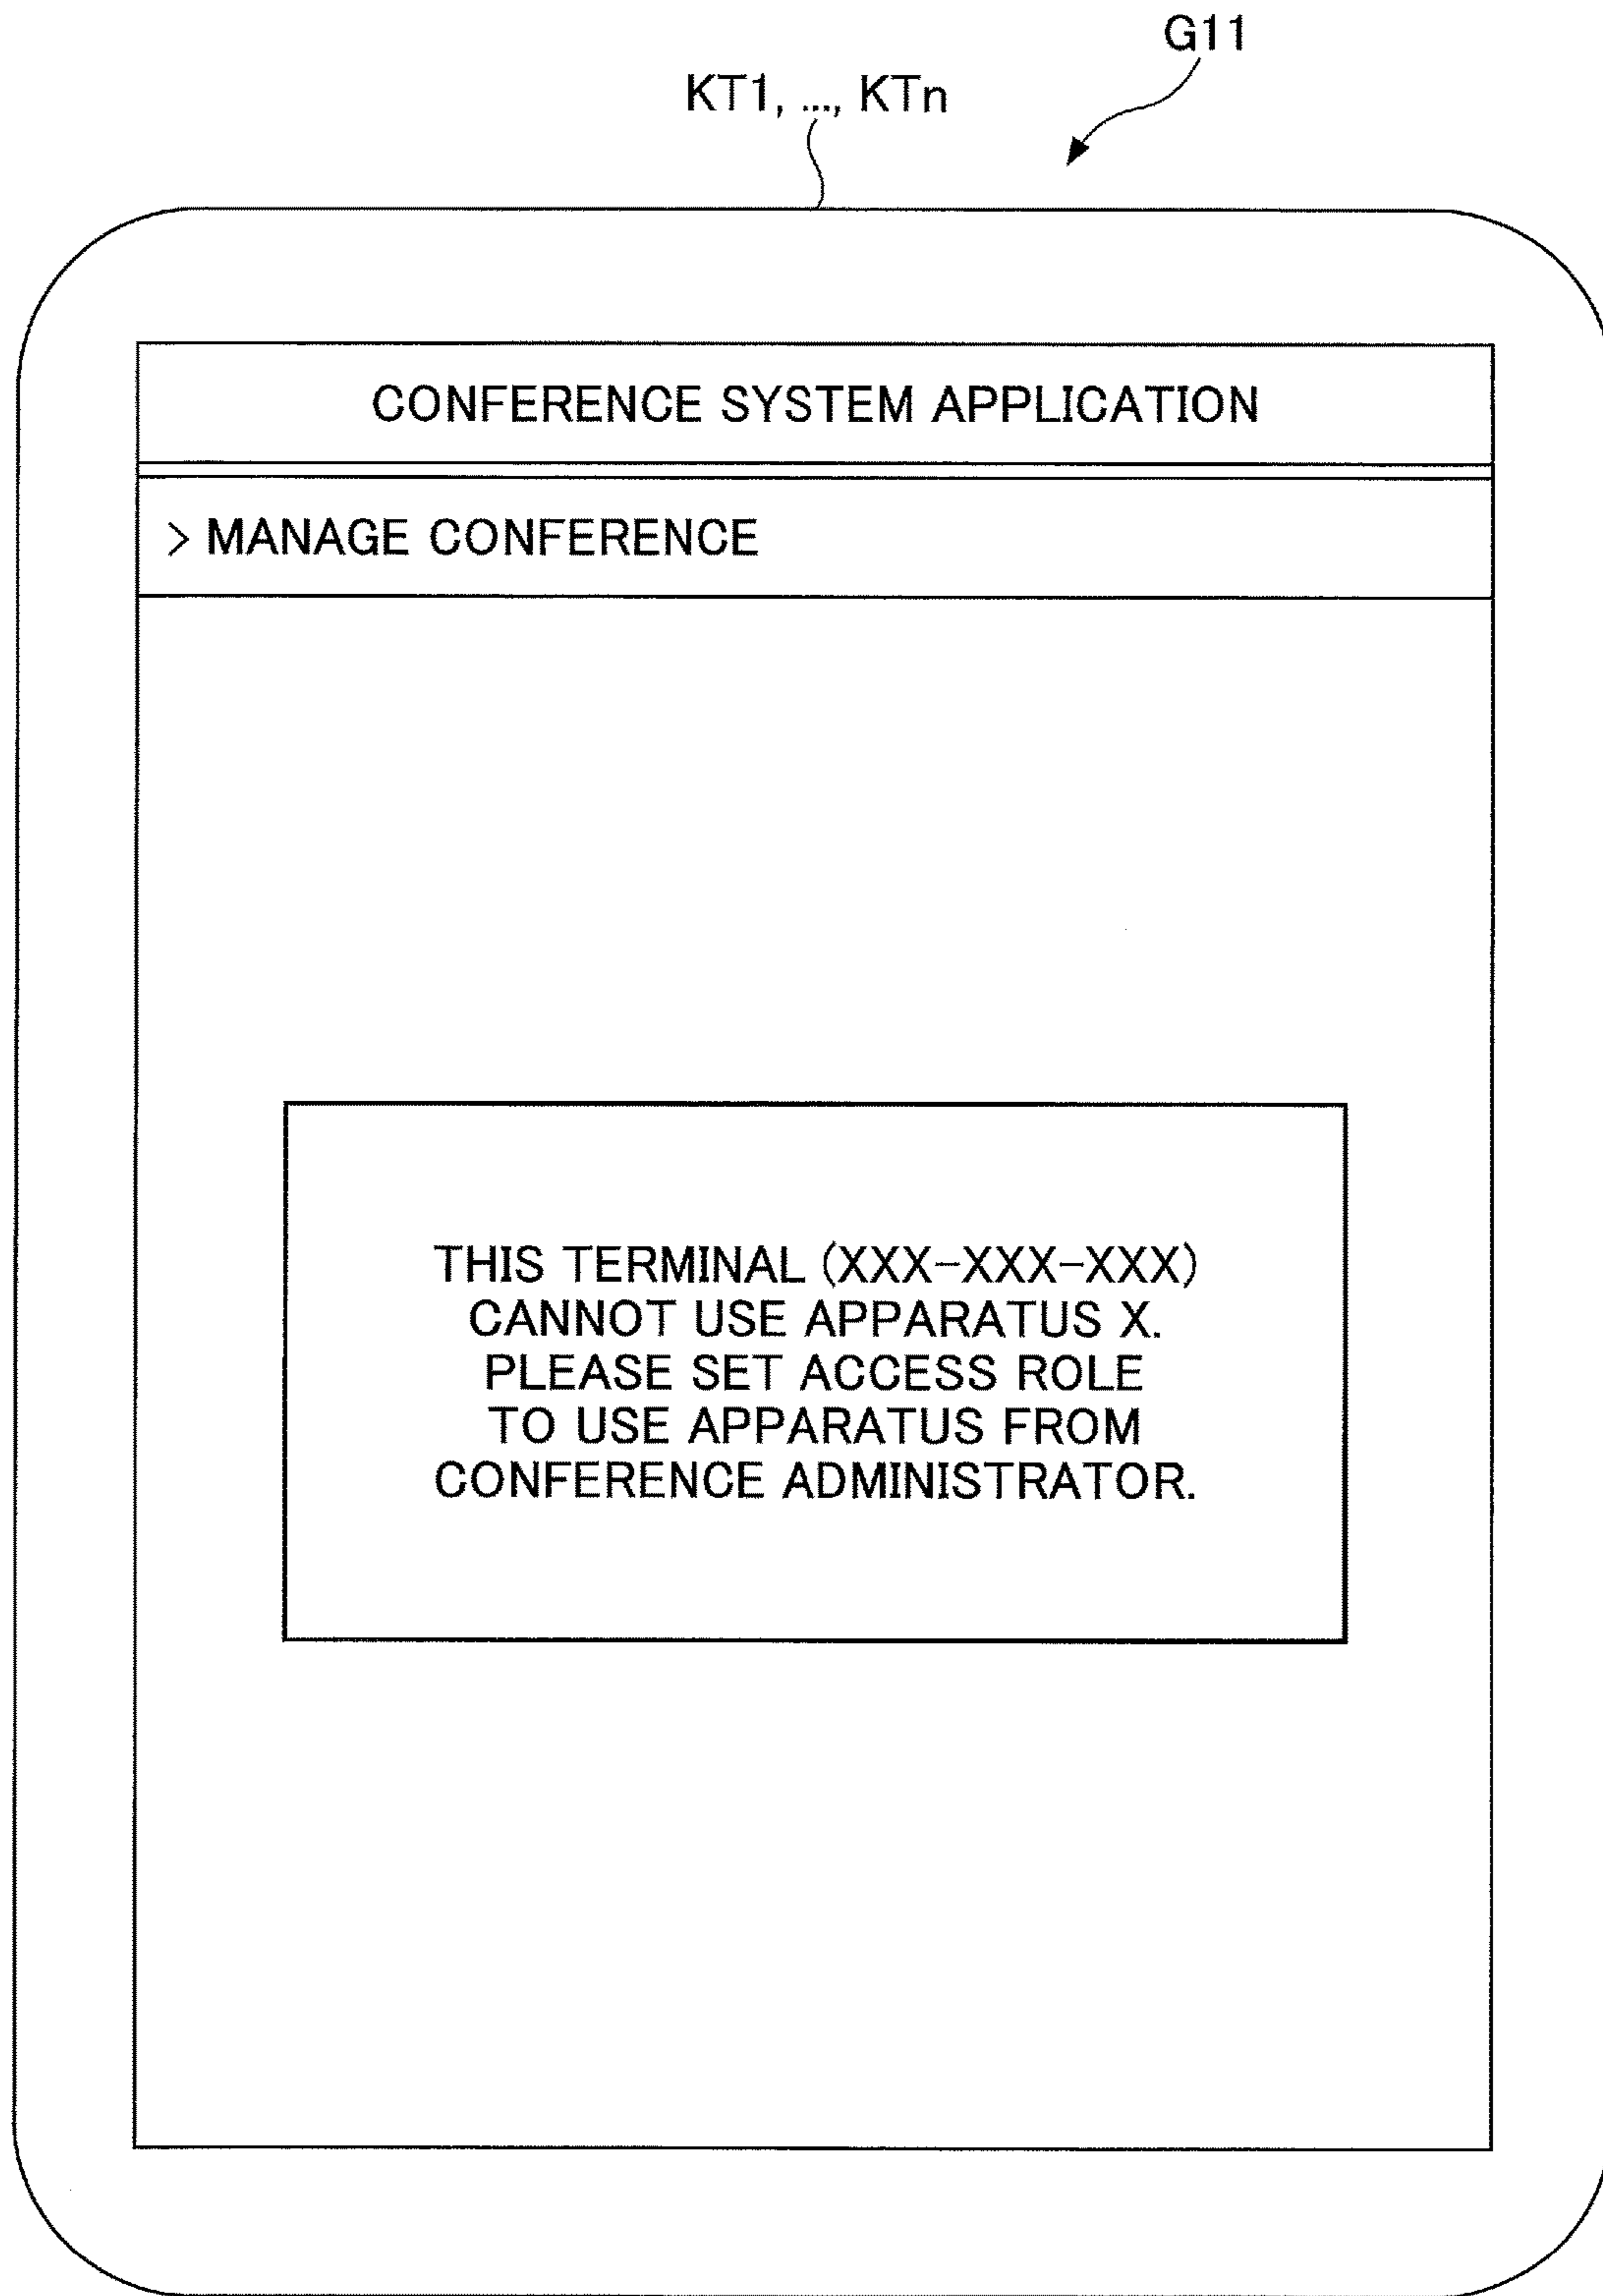 G11
KT1, ..., KTn
CONFERENCE SYSTEM APPLICATION
> MANAGE CONFERENCE
THIS TERMINAL (XXX-XXX-XXX)
CANNOT USE APPARATUS X.
PLEASE SET ACCESS ROLE
TO USE APPARATUS FROM
CONFERENCE ADMINISTRATOR.